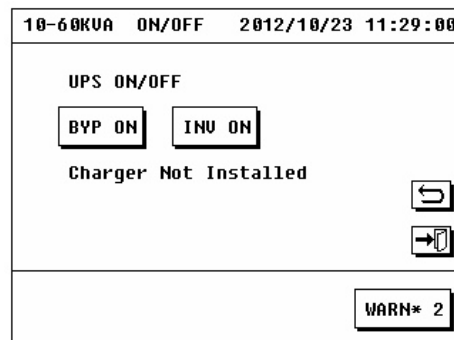 10-60KVA ON/OFF 2012/10/23 11:29:00
UPS ON/OFF
BYP ON INV ON
Charger Not Installed
WARN* 2